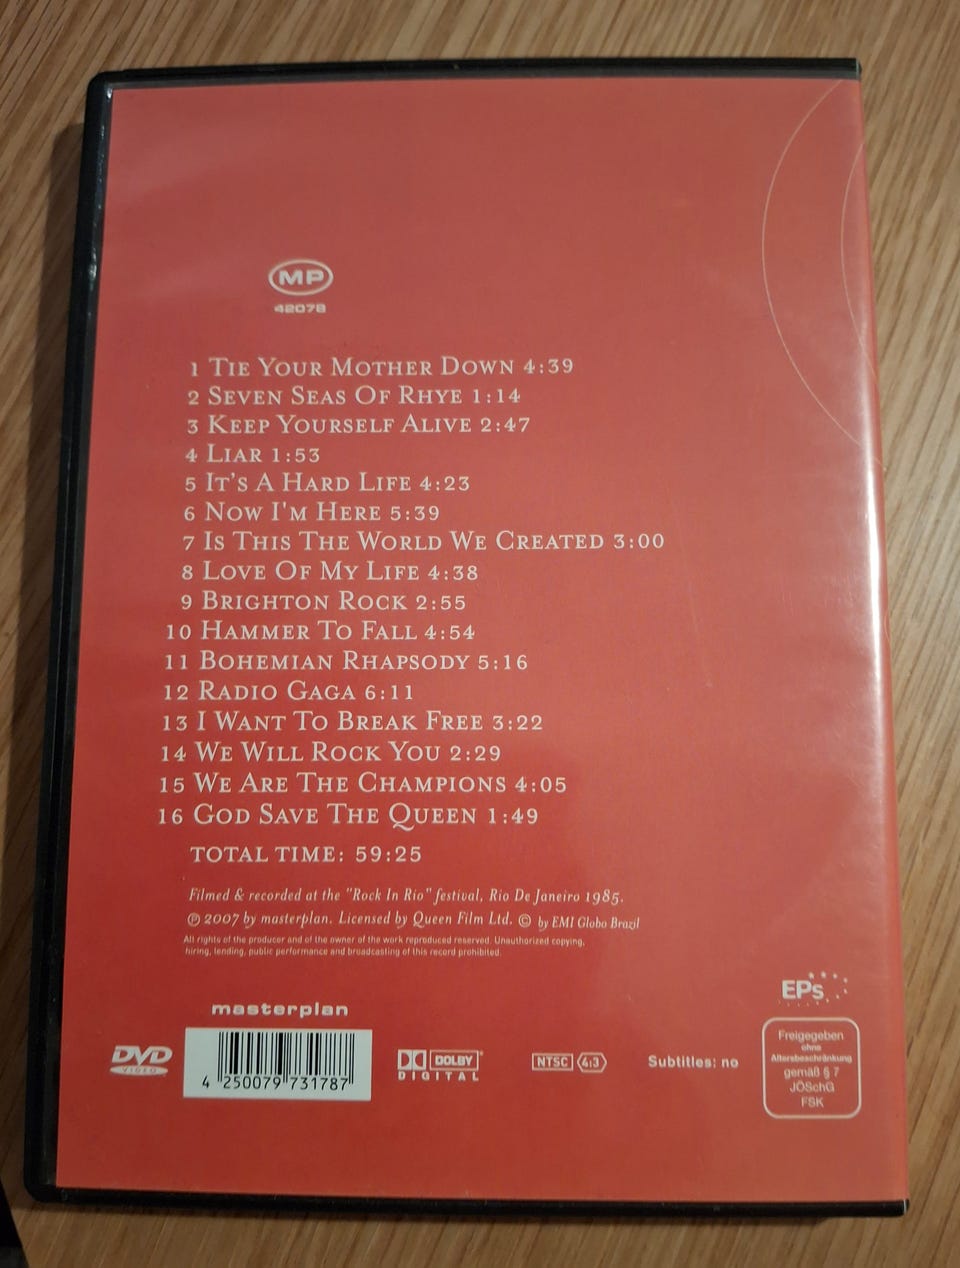 MP
42078
1 Tie Your Mother Down 4:39
2 Seven Seas Of Rhye 1:14
3 Keep Yourself Alive 2:47
4 Liar 1:53
5 It's A Hard Life 4:23
6 Now I'm Here 5:39
7 Is This The World We Created 3:00
8 Love Of My Life 4:38
9 Brighton Rock 2:55
10 Hammer To Fall 4:54
11 Bohemian Rhapsody 5:16
12 Radio Gaga 6:11
13 I Want To Break Free 3:22
14 We Will Rock You 2:29
15 We Are The Champions 4:05
16 God Save The Queen 1:49
TOTAL TIME: 59:25
Filmed & recorded at the "Rock In Rio" festival, Rio De Janeiro 1985.
℗ 2007 by masterplan. Licensed by Queen Film Ltd. © by EMI Globo Brazil
All rights of the producer and of the owner of the work reproduced reserved. Unauthorized copying,
hiring, lending, public performance and broadcasting of this record prohibited.
masterplan
DVD
VIDEO
4 250079 731787
DOLBY
DIGITAL
NTSC 4:3
Subtitles: no
EPs
Freigegeben
ohne
Altersbeschränkung
gemäß § 7
JÖSchG
FSK